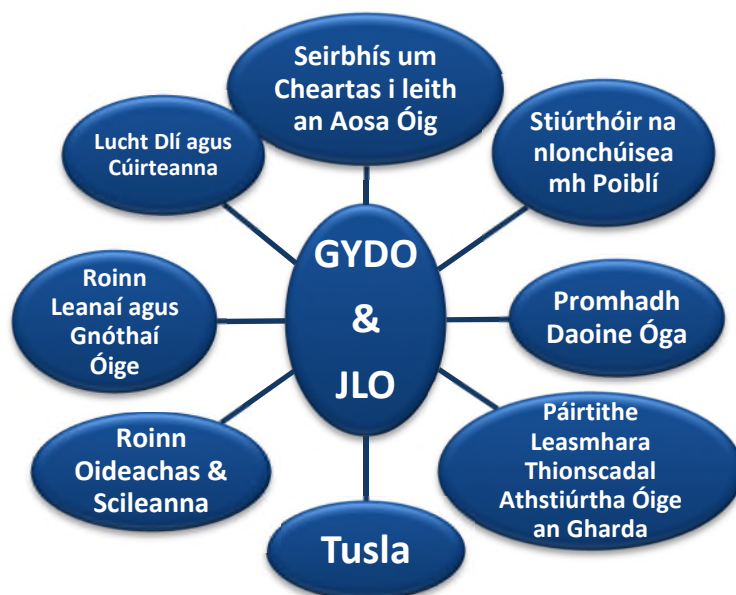 Seirbhís um
Cheartas i leith
an Aosa Óig
Stiúrthóir na
nIonchúisea
mh Poiblí
Promhadh
Daoine Óga
Páirtithe
Leasmhara
Thionscadal
Athstiúrtha Óige
an Gharda
Tusla
Roinn
Oideachas &
Scileanna
Roinn
Leanaí agus
Gnóthaí
Óige
Lucht Dlí agus
Cúirteanna
GYDO
&
JLO